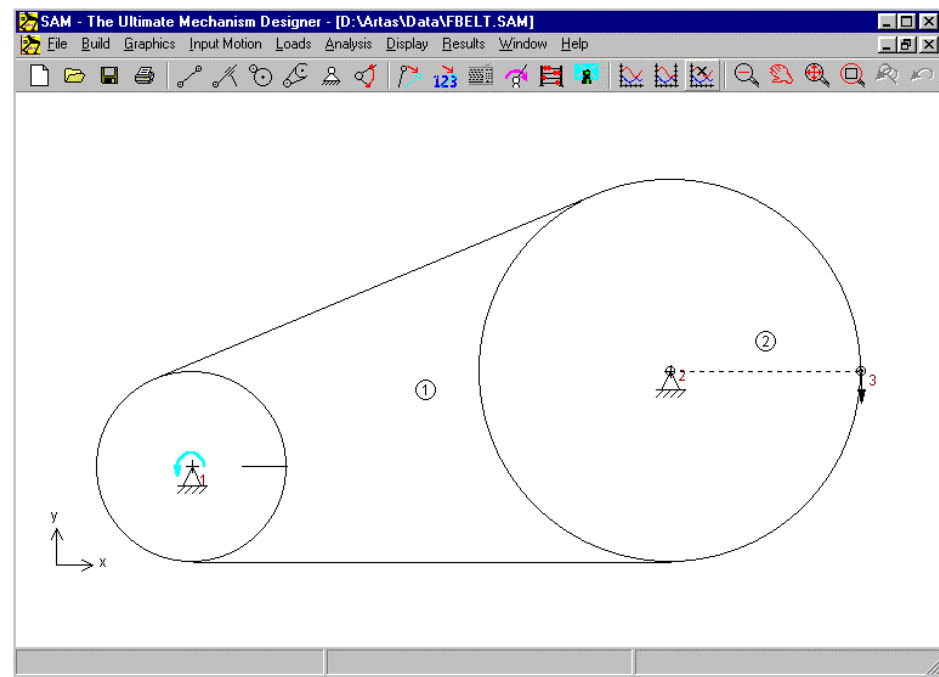 SAM - The Ultimate Mechanism Designer - [D:\Artas\Data\FBELT.SAM]
File Build Graphics Input Motion Loads Analysis Display Results Window Help
123
2
2
3
1
1
y
x